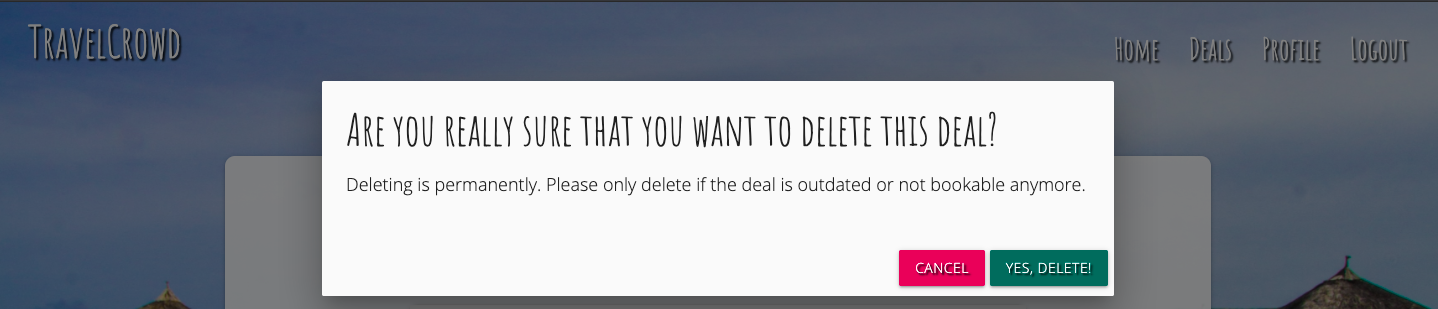 TravelCrowd
Home Deals Profile Logout
Are you really sure that you want to delete this deal?
Deleting is permanently. Please only delete if the deal is outdated or not bookable anymore.
CANCEL YES, DELETE!